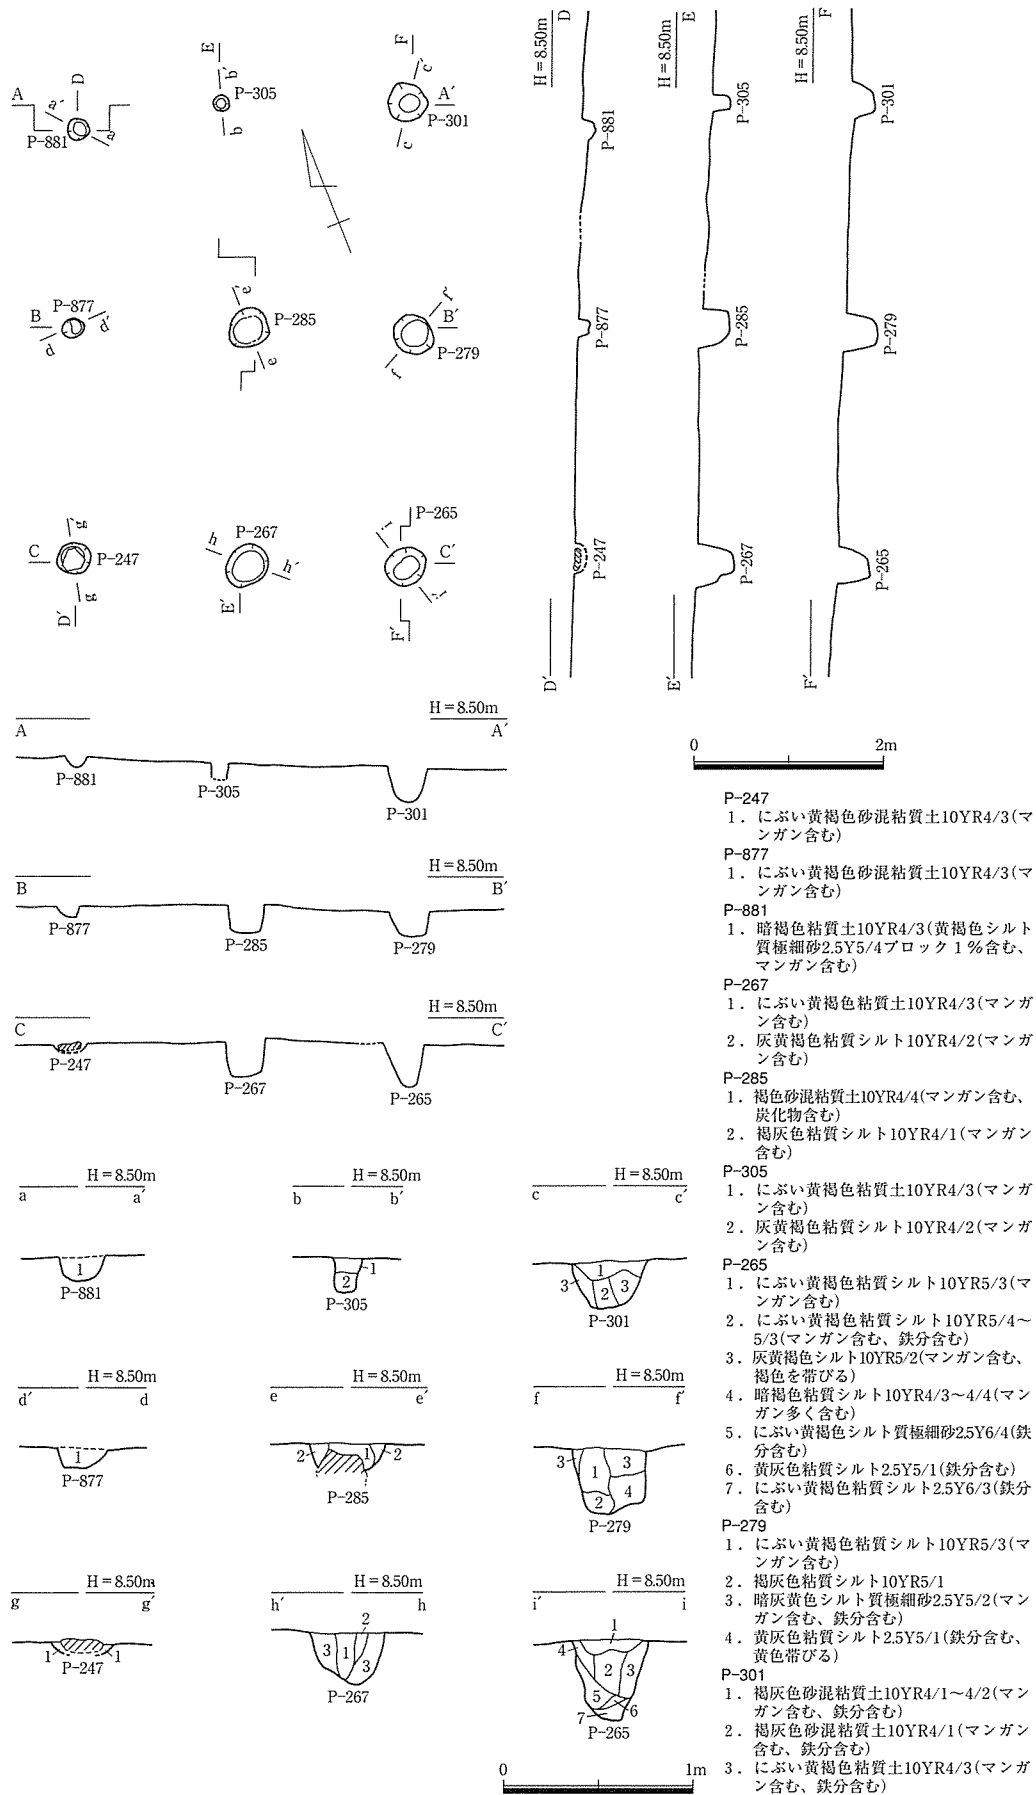 A
D
a´
a
P-881
E
b´
P-305
b
F
c´
A´
P-301
c
B
P-877
d´
d
e´
P-285
e
f´
B´
P-279
f
C
g´
P-247
g
D´
h
P-267
h´
E´
P-265
i´
C´
i
F´
H=8.50m
D
P-881
P-877
P-247
D´
H=8.50m
E
P-305
P-285
P-267
E´
H=8.50m
F
P-301
P-279
P-265
F´
H=8.50m
A
A´
P-881
P-305
P-301
H=8.50m
B
B´
P-877
P-285
P-279
H=8.50m
C
C´
P-247
P-267
P-265
0
2m
H=8.50m
a
a´
1
P-881
H=8.50m
b
b´
1
2
P-305
H=8.50m
c
c´
1
3
2
3
P-301
H=8.50m
d´
d
1
P-877
H=8.50m
e
e´
2
1
2
P-285
H=8.50m
f
f´
3
1
3
2
4
P-279
H=8.50m
g
g´
1
1
P-247
H=8.50m
h´
h
2
3
1
3
P-267
H=8.50m
i´
i
1
4
2
3
5
6
7
P-265
0
1m
P-247
1．にぶい黄褐色砂混粘質土10YR4/3(マ
ンガン含む)
P-877
1．にぶい黄褐色砂混粘質土10YR4/3(マ
ンガン含む)
P-881
1．暗褐色粘質土10YR4/3(黄褐色シルト
質極細砂2.5Y5/4ブロック1％含む、
マンガン含む)
P-267
1．にぶい黄褐色粘質土10YR4/3(マンガ
ン含む)
2．灰黄褐色粘質シルト10YR4/2(マンガ
ン含む)
P-285
1．褐色砂混粘質土10YR4/4(マンガン含む、
炭化物含む)
2．褐灰色粘質シルト10YR4/1(マンガン
含む)
P-305
1．にぶい黄褐色粘質土10YR4/3(マンガ
ン含む)
2．灰黄褐色粘質シルト10YR4/2(マンガ
ン含む)
P-265
1．にぶい黄褐色粘質シルト10YR5/3(マ
ンガン含む)
2．にぶい黄褐色粘質シルト10YR5/4～
5/3(マンガン含む、鉄分含む)
3．灰黄褐色シルト10YR5/2(マンガン含む、
褐色を帯びる)
4．暗褐色粘質シルト10YR4/3～4/4(マン
ガン多く含む)
5．にぶい黄褐色シルト質極細砂2.5Y6/4(鉄
分含む)
6．黄灰色粘質シルト2.5Y5/1(鉄分含む)
7．にぶい黄褐色粘質シルト2.5Y6/3(鉄分
含む)
P-279
1．にぶい黄褐色粘質シルト10YR5/3(マ
ンガン含む)
2．褐灰色粘質シルト10YR5/1
3．暗灰黄色シルト質極細砂2.5Y5/2(マン
ガン含む、鉄分含む)
4．黄灰色粘質シルト2.5Y5/1(鉄分含む、
黄色帯びる)
P-301
1．褐灰色砂混粘質土10YR4/1～4/2(マン
ガン含む、鉄分含む)
2．褐灰色砂混粘質土10YR4/1(マンガン
含む、鉄分含む)
3．にぶい黄褐色粘質土10YR4/3(マンガ
ン含む、鉄分含む)